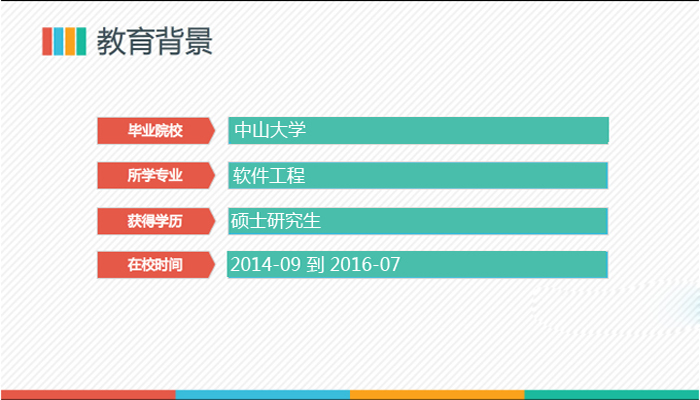 教育背景
毕业院校 中山大学
所学专业 软件工程
获得学历 硕士研究生
在校时间 2014-09 到 2016-07